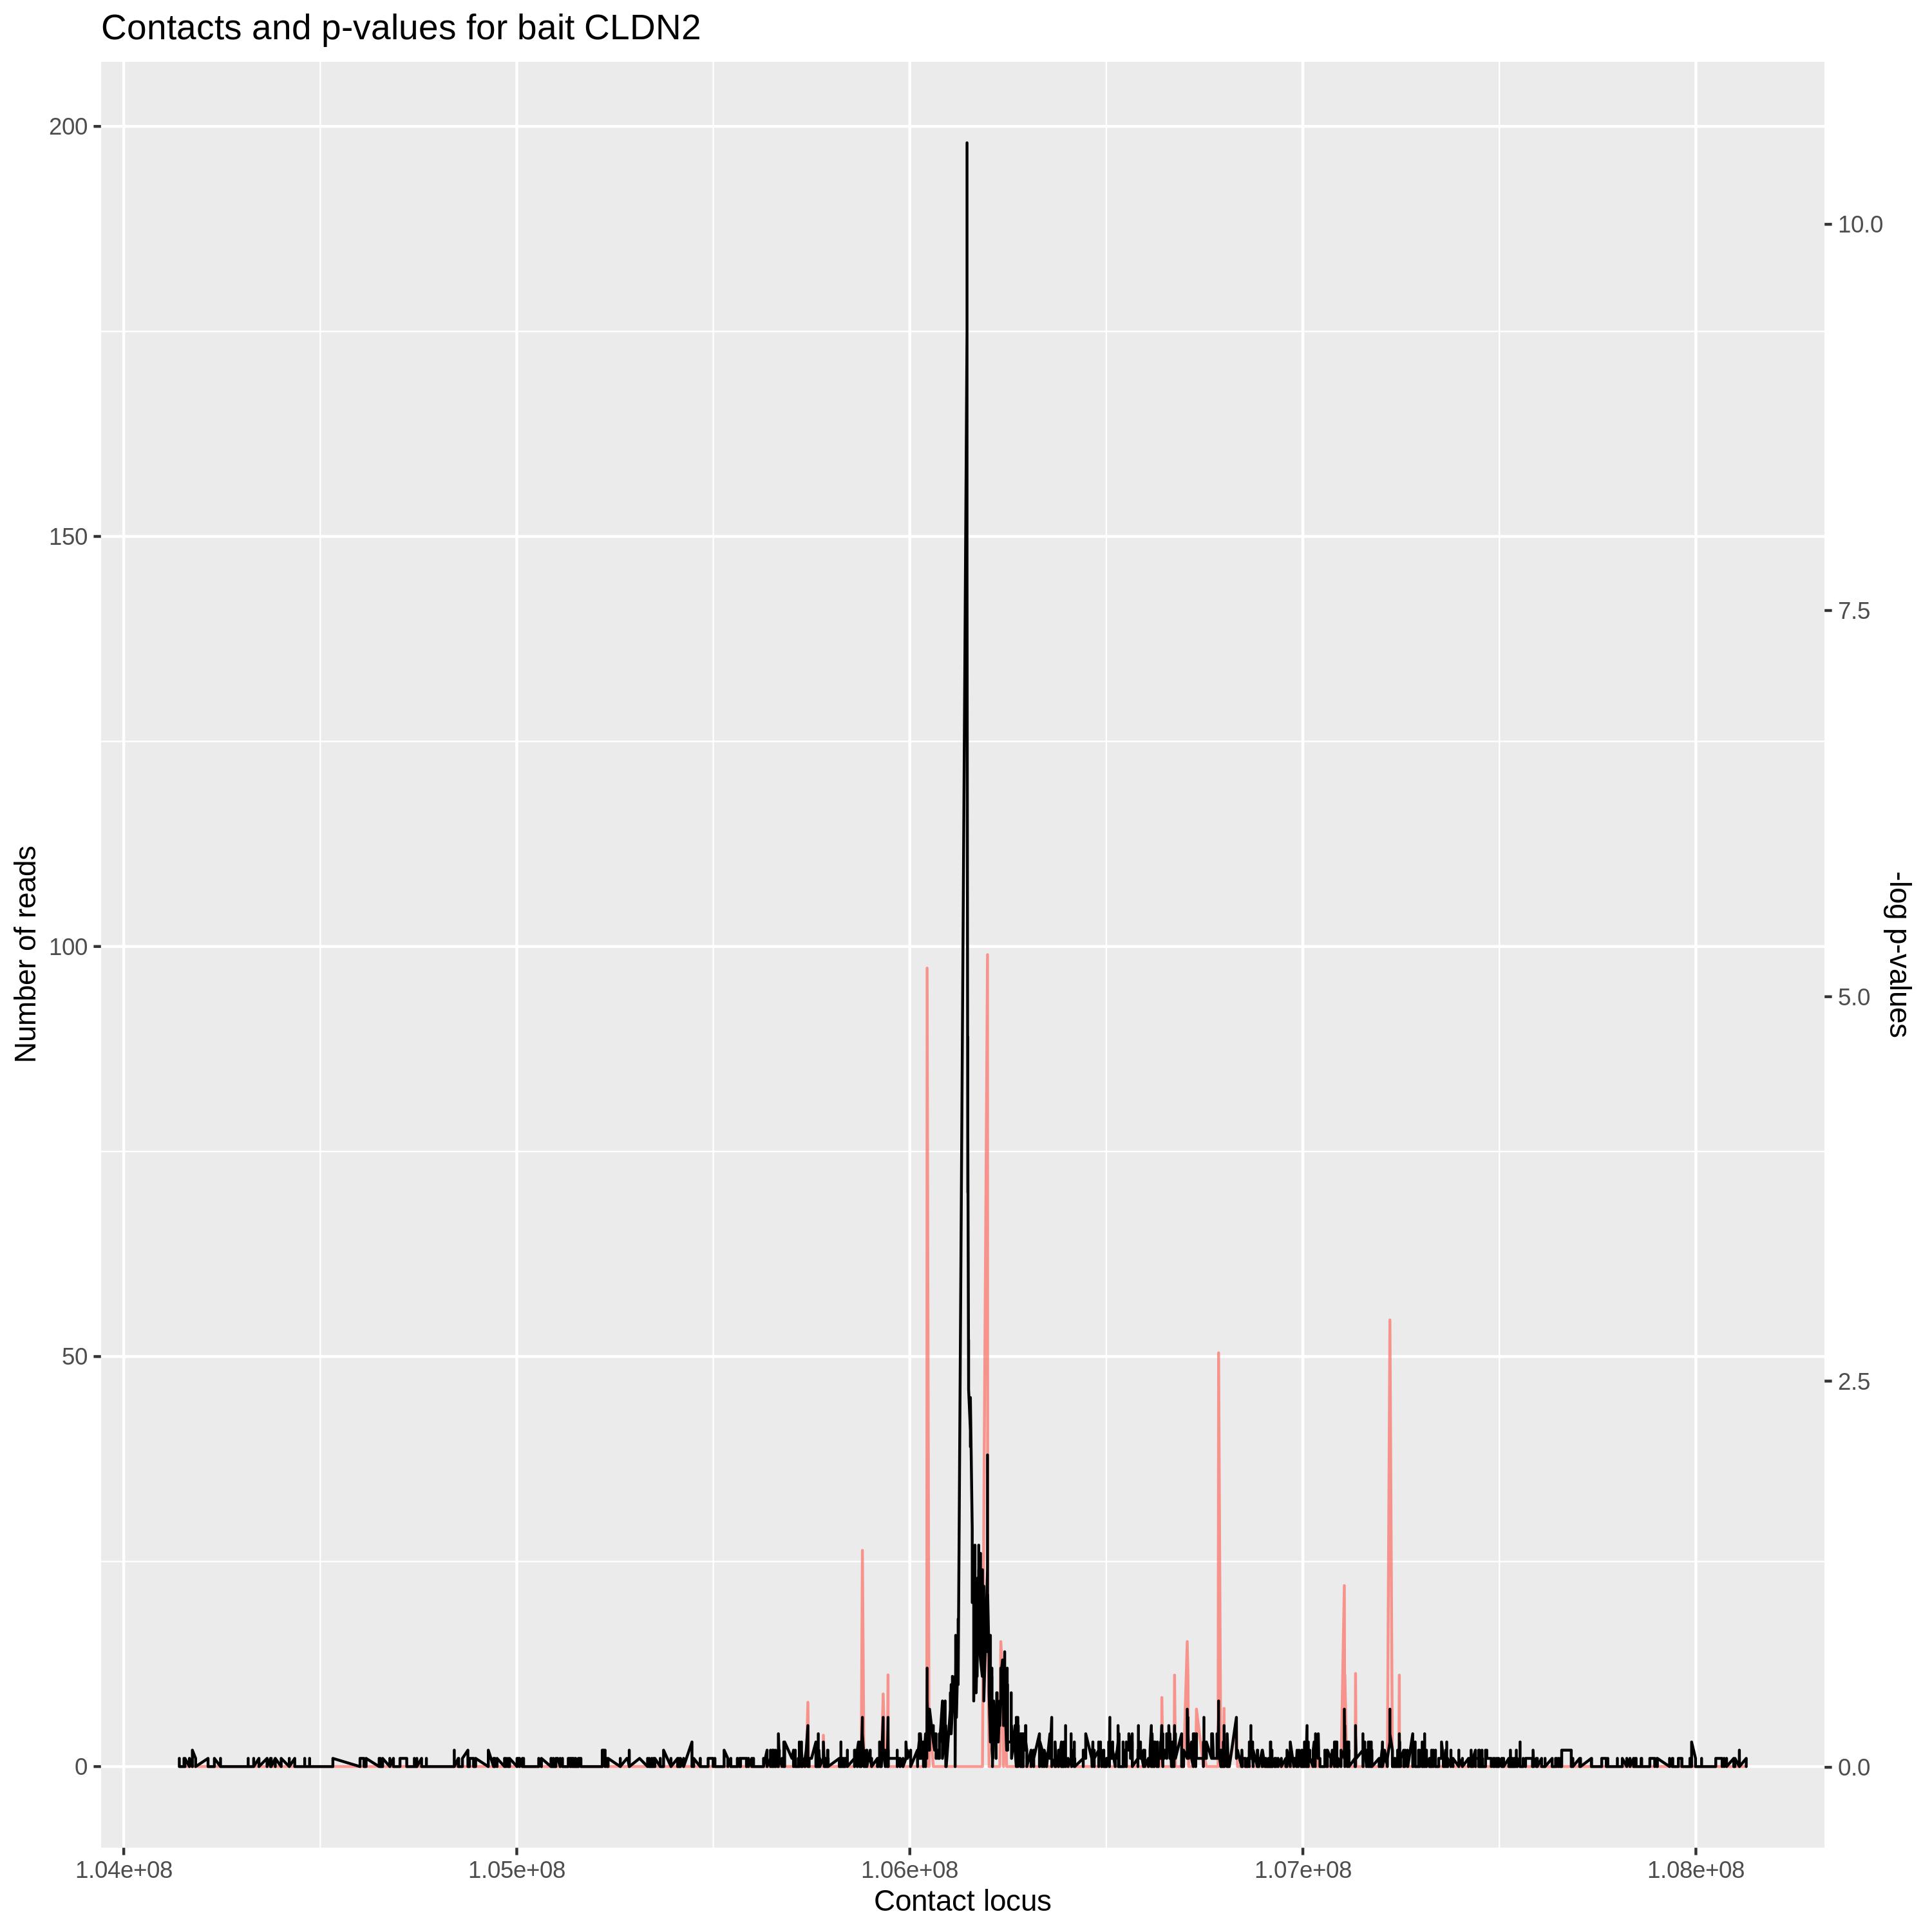 Contacts and p-values for bait CLDN2
200
150
100
50
0
Number of reads
10.0
7.5
5.0
2.5
0.0
-log p-values
1.04e+08
1.05e+08
1.06e+08
1.07e+08
1.08e+08
Contact locus